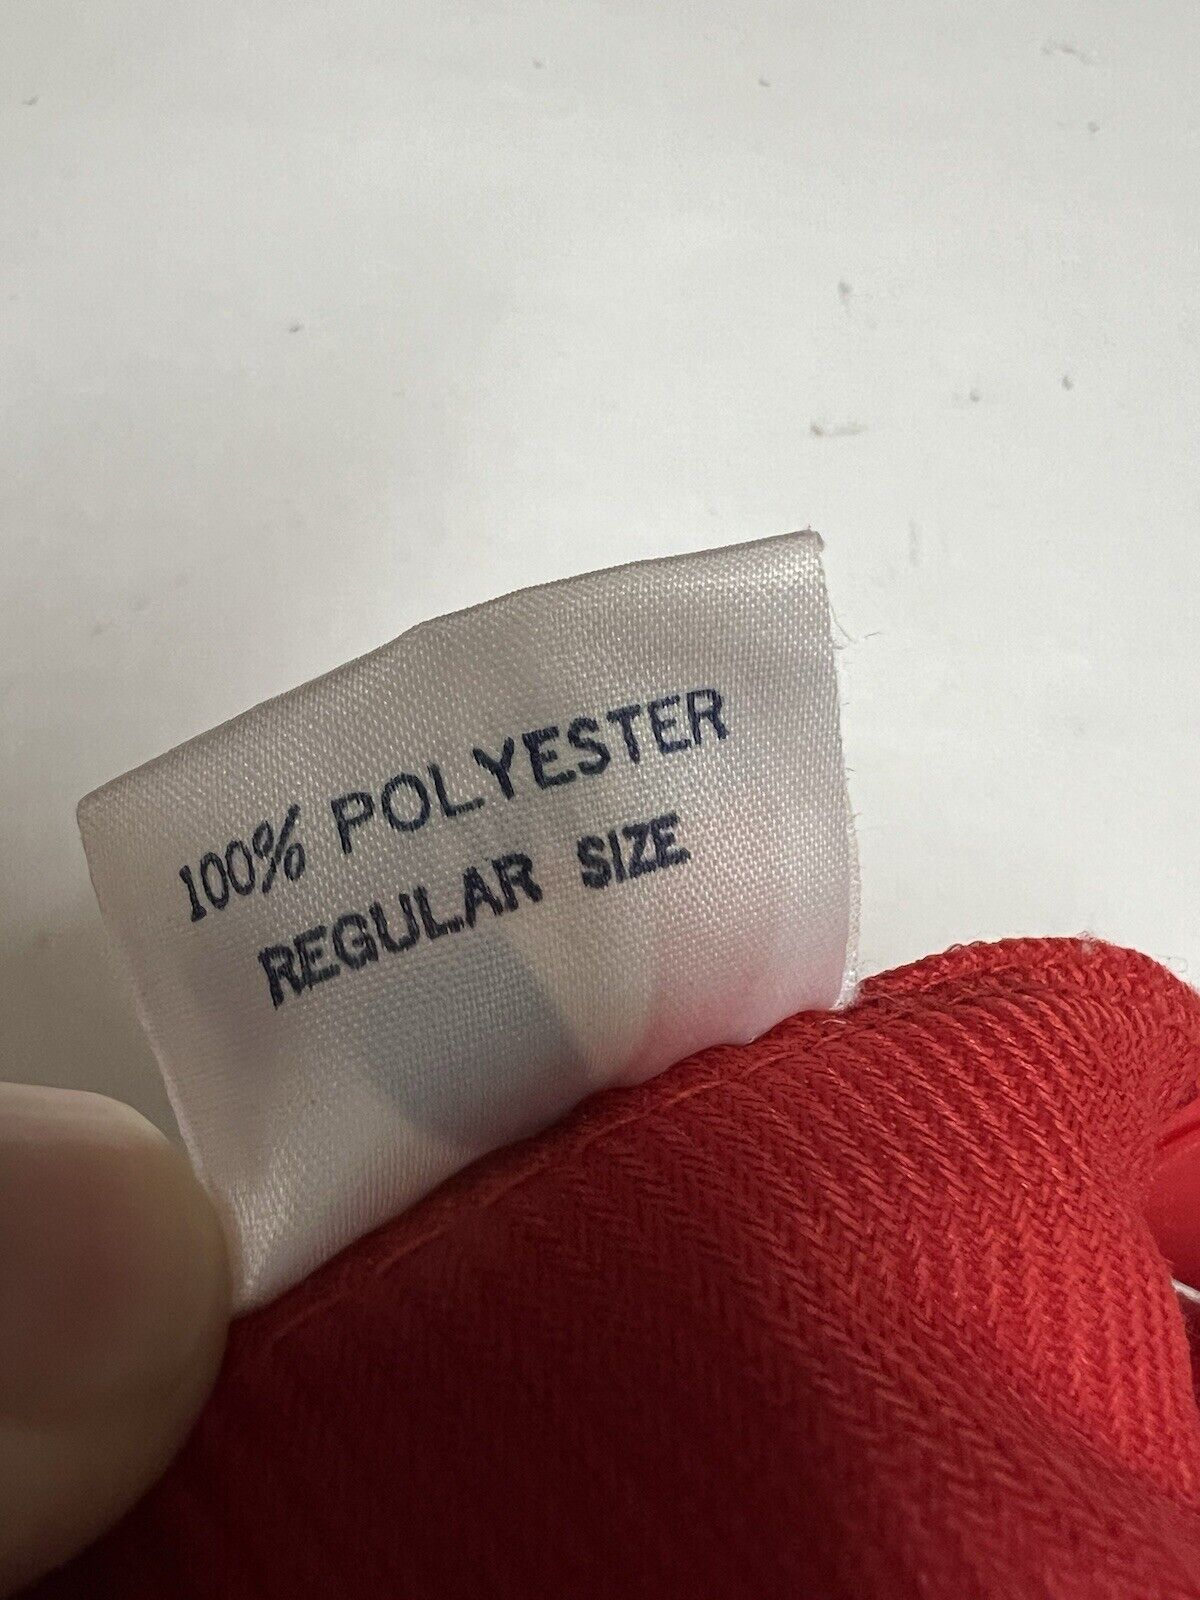 100% POLYESTER
REGULAR SIZE